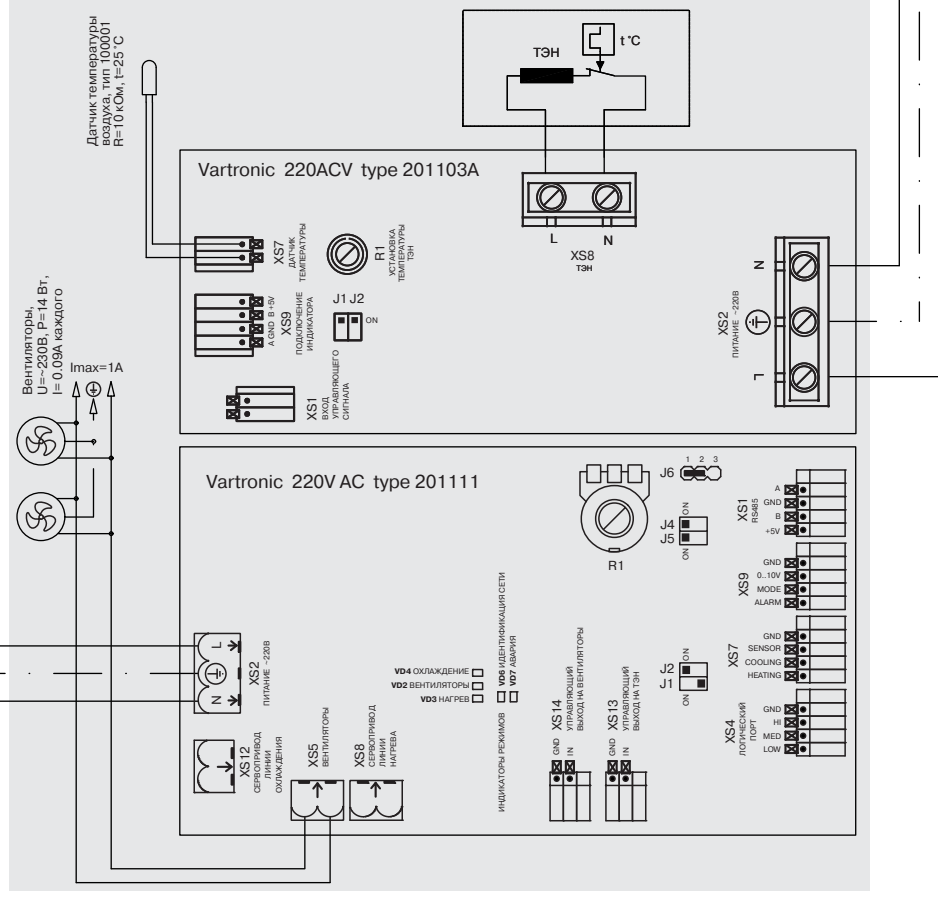 Датчик температуры
воздуха, тип 100001
R=10 кОм, t=25˚C
ТЭН
t ˚C
Vartronic 220ACV type 201103A
L
N
XS8
ТЭН
XS7
ДАТЧИК
ТЕМПЕРАТУРЫ
R1
УСТАНОВКА
ТЕМПЕРАТУРЫ
ТЭН
A GND B +5V
XS9
ПОДКЛЮЧЕНИЕ
ИНДИКАТОРА
J1 J2
ON
XS1
ВХОД
УПРАВЛЯЮЩЕГО
СИГНАЛА
N
L
XS2
ПИТАНИЕ ~220В
Вентиляторы,
U=~230В, P=14 Вт,
I= 0.09А каждого
Imax=1A
Vartronic 220V AC type 201111
R1
J6
1 2 3
ON
J4
J5
ON
A
GND
B
+5V
XS1
RS485
GND
0...10V
MODE
ALARM
XS9
GND
SENSOR
COOLING
HEATING
XS7
GND
HI
MED
LOW
XS4
ЛОГИЧЕСКИЙ
ПОРТ
ON
J2
J1
ON
L
N
XS2
ПИТАНИЕ ~220В
VD4 ОХЛАЖДЕНИЕ
VD2 ВЕНТИЛЯТОРЫ
VD3 НАГРЕВ
VD6 ИДЕНТИФИКАЦИЯ СЕТИ
VD7 АВАРИЯ
ИНДИКАТОРЫ РЕЖИМОВ
XS12
СЕРВОПРИВОД
ЛИНИИ
ОХЛАЖДЕНИЯ
XS5
ВЕНТИЛЯТОРЫ
XS8
СЕРВОПРИВОД
ЛИНИИ
НАГРЕВА
XS14
УПРАВЛЯЮЩИЙ
ВЫХОД НА ВЕНТИЛЯТОРЫ
GND
IN
XS13
УПРАВЛЯЮЩИЙ
ВЫХОД НА ТЭН
GND
IN